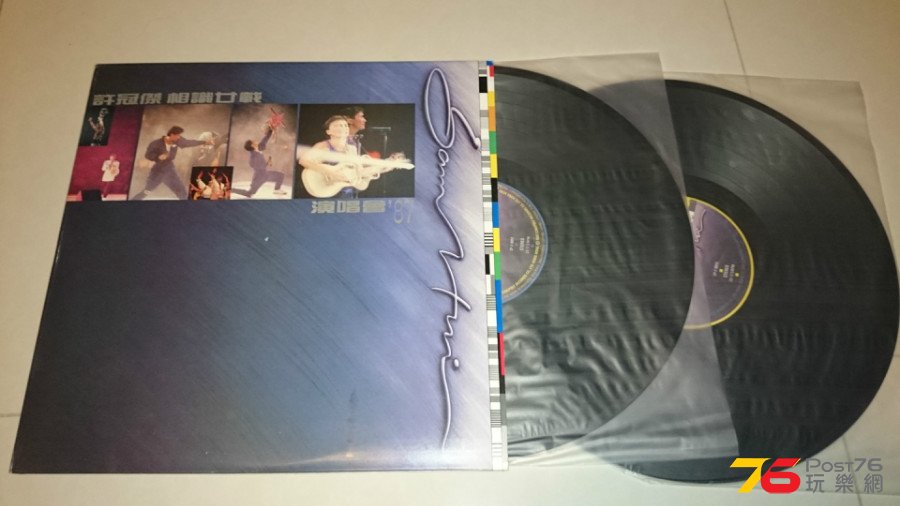 許冠傑 相識廿載
演唱會'87
Sam Hui
76 Post76
玩樂網